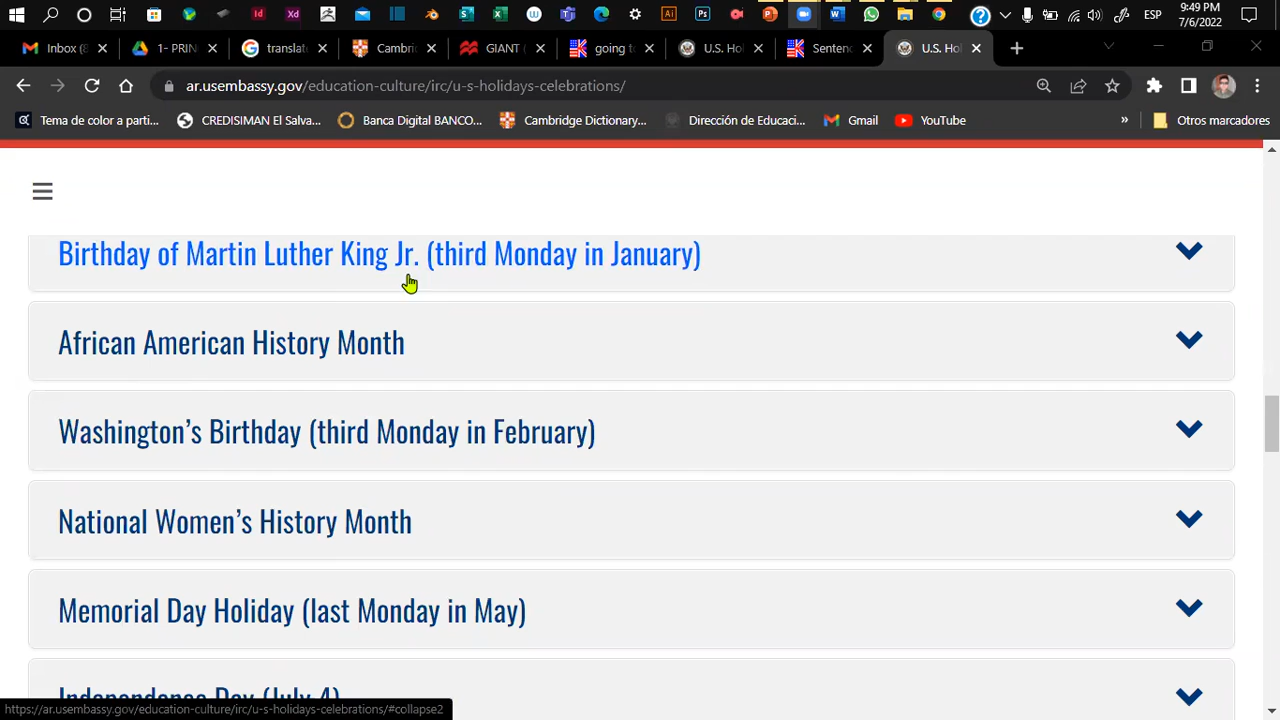 9:49 PM
ESP
7/6/2022
Inbox (8
1- PRIN
translate
Cambri
GIANT (
going to
U.S. Hol
Sentenc
U.S. Hol
ar.usembassy.gov/education-culture/irc/u-s-holidays-celebrations/
Tema de color a parti...
CREDISIMAN El Salva...
Banca Digital BANCO...
Cambridge Dictionary...
Dirección de Educaci...
Gmail
YouTube
»
Otros marcadores
Birthday of Martin Luther King Jr. (third Monday in January)
African American History Month
Washington’s Birthday (third Monday in February)
National Women’s History Month
Memorial Day Holiday (last Monday in May)
Independence Day (July 4)
https://ar.usembassy.gov/education-culture/irc/u-s-holidays-celebrations/#collapse2